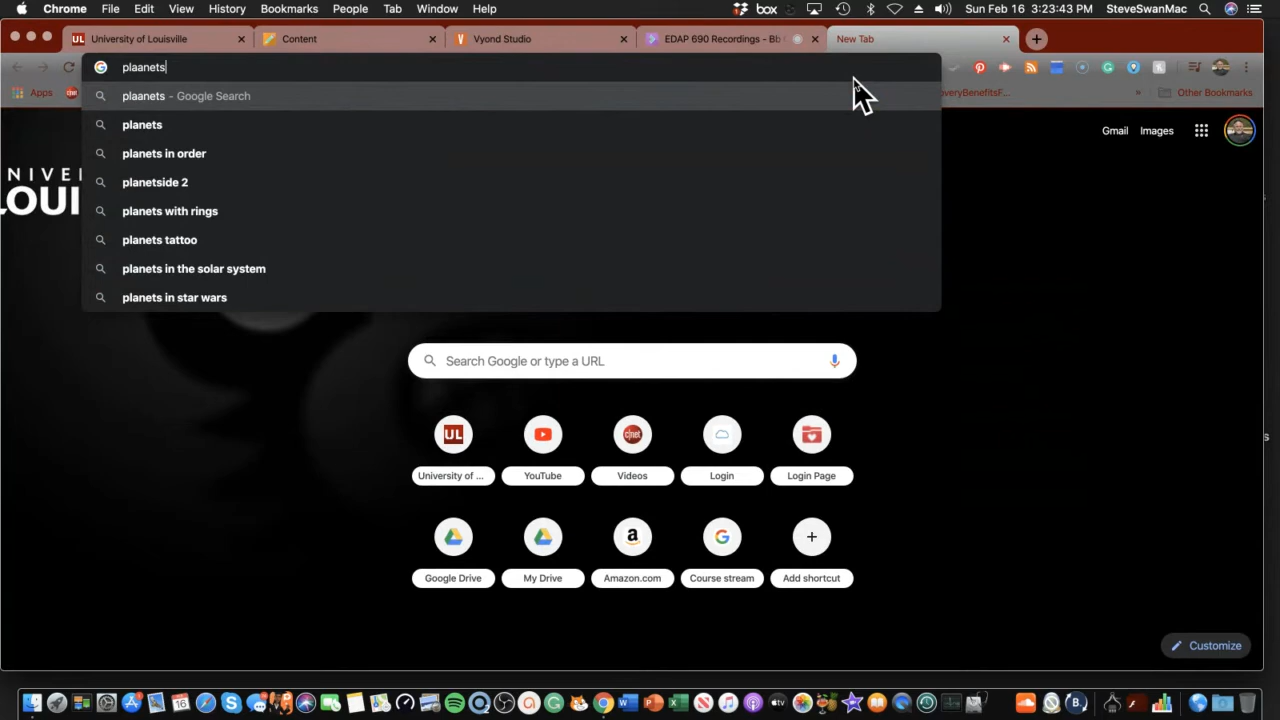 Chrome File Edit View History Bookmarks People Tab Window Help box Sun Feb 16 3:23:43 PM SteveSwanMac
University of Louisville Content Vyond Studio EDAP 690 Recordings - Bb New Tab
plaanets
Apps plaanets - Google Search Other Bookmarks
planets Gmail Images
planets in order
planetside 2
planets with rings
planets tattoo
planets in the solar system
planets in star wars
Search Google or type a URL
UL
University of ... YouTube Videos Login Login Page
Google Drive My Drive Amazon.com Course stream Add shortcut
Customize